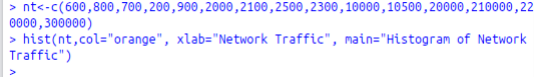 > nt<-c(600,800,700,200,900,2000,2100,2500,2300,10000,10500,20000,210000,22
0000,300000)
> hist(nt,col="orange", xlab="Network Traffic", main="Histogram of Network
Traffic")
>